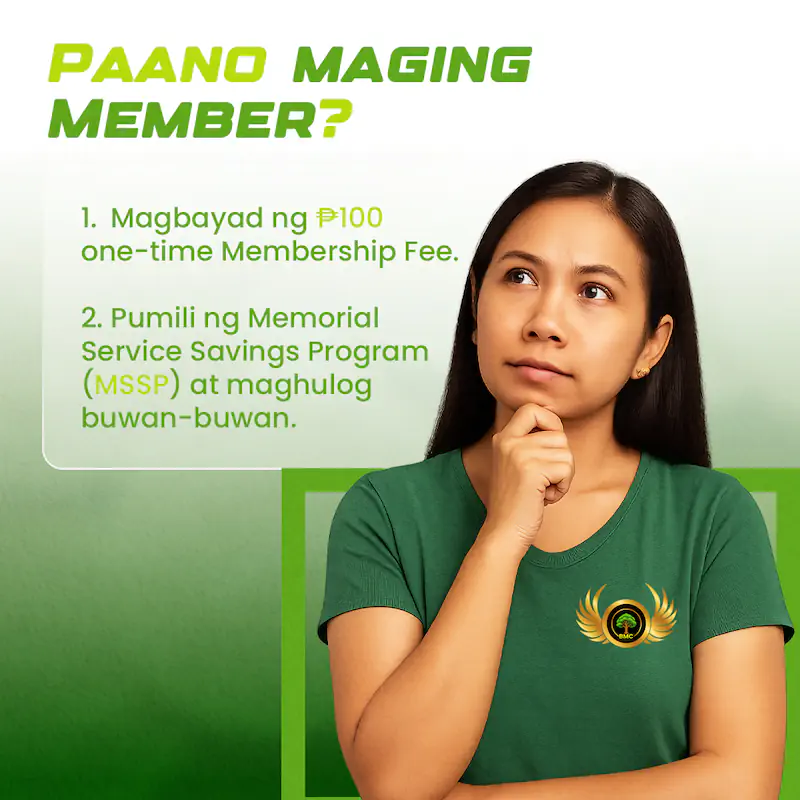 PAANO MAGING
MEMBER?
1. Magbayad ng ₱100
one-time Membership Fee.
2. Pumili ng Memorial
Service Savings Program
(MSSP) at maghulog
buwan-buwan.
BMC